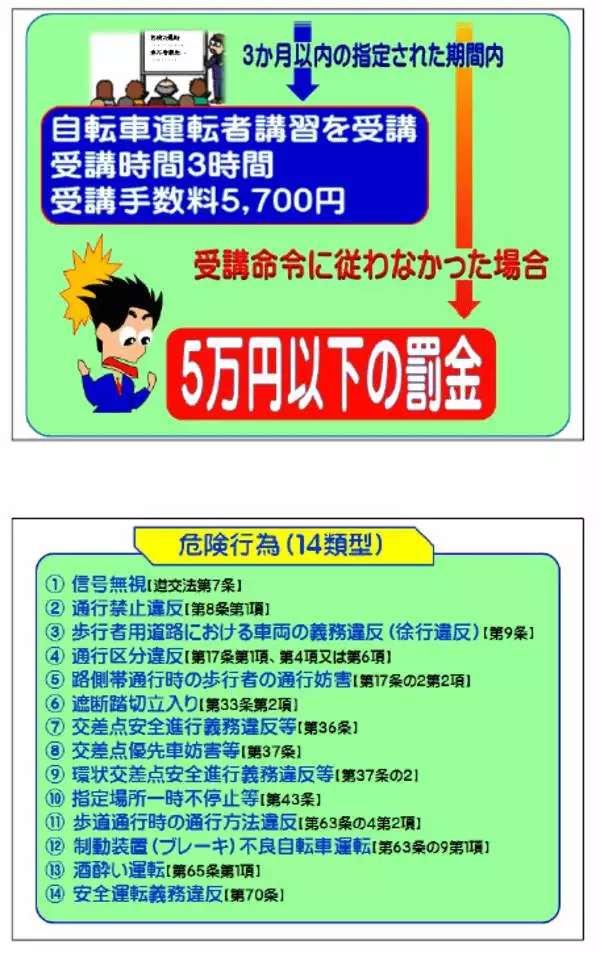 3か月以内の指定された期間内
自転車運転者講習を受講
受講時間3時間
受講手数料5,700円
受講命令に従わなかった場合
5万円以下の罰金
危険行為(14類型)
① 信号無視【道交法第7条】
② 通行禁止違反【第8条第1項】
③ 歩行者用道路における車両の義務違反(徐行違反)【第9条】
④ 通行区分違反【第17条第1項、第4項又は第6項】
⑤ 路側帯通行時の歩行者の通行妨害【第17条の2第2項】
⑥ 遮断踏切立入り【第33条第2項】
⑦ 交差点安全進行義務違反等【第36条】
⑧ 交差点優先車妨害等【第37条】
⑨ 環状交差点安全進行義務違反等【第37条の2】
⑩ 指定場所一時不停止等【第43条】
⑪ 歩道通行時の通行方法違反【第63条の4第2項】
⑫ 制動装置(ブレーキ)不良自転車運転【第63条の9第1項】
⑬ 酒酔い運転【第65条第1項】
⑭ 安全運転義務違反【第70条】